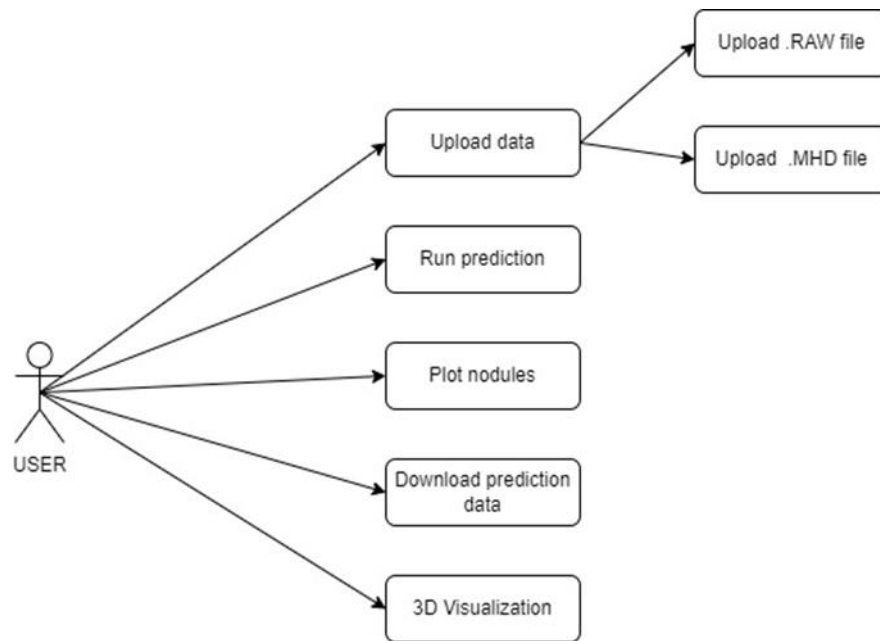 Upload .RAW file
Upload data
Upload .MHD file
Run prediction
Plot nodules
USER
Download prediction
data
3D Visualization